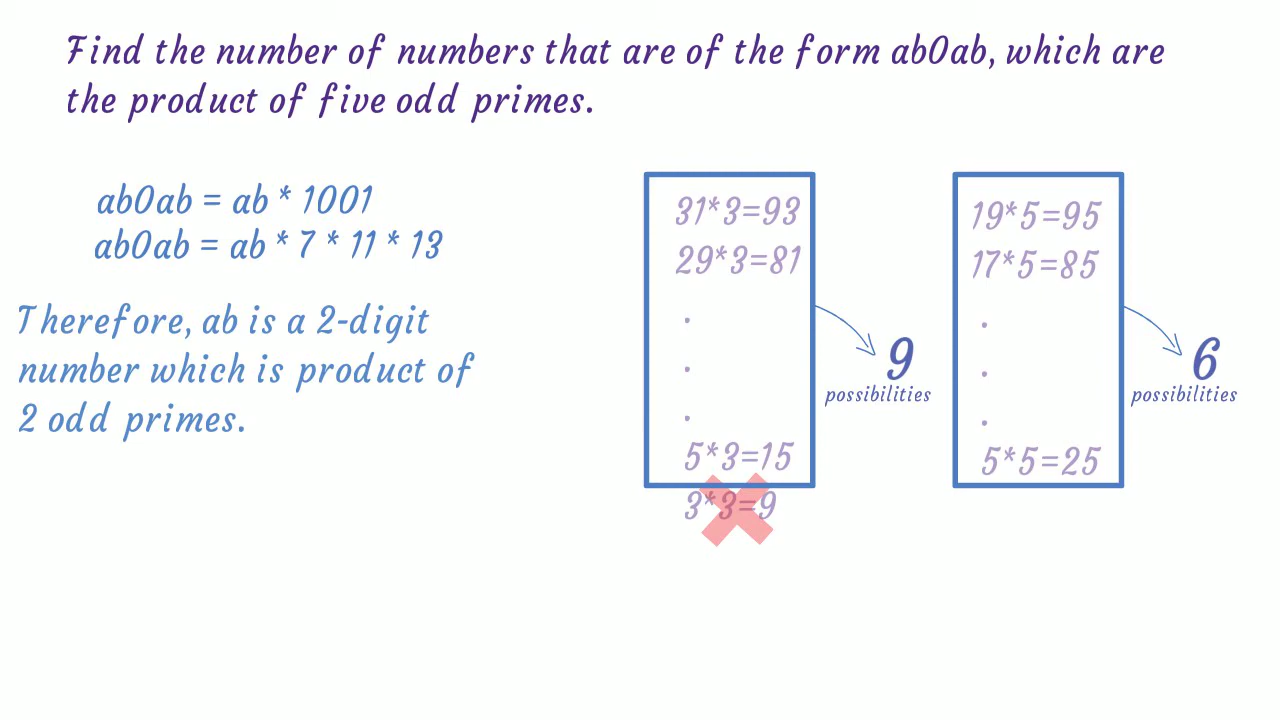 Find the number of numbers that are of the form ab0ab, which are
the product of five odd primes.
ab0ab = ab * 1001
ab0ab = ab * 7 * 11 * 13
Therefore, ab is a 2-digit
number which is product of
2 odd primes.
31*3=93
29*3=81
.
.
.
5*3=15
3*3=9
9
possibilities
19*5=95
17*5=85
.
.
.
5*5=25
6
possibilities